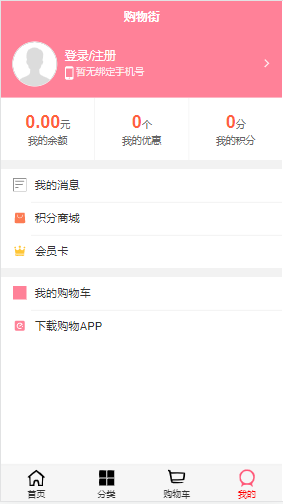 购物街
登录/注册
暂无绑定手机号
0.00元 0个 0分
我的余额 我的优惠 我的积分
我的消息
积分商城
会员卡
我的购物车
下载购物APP
首页 分类 购物车 我的